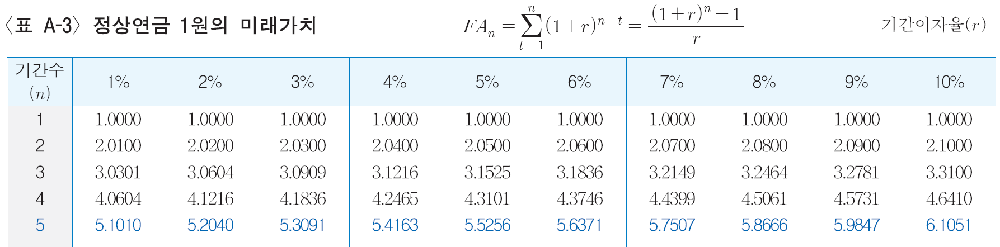 〈표 A-3〉 정상연금 1원의 미래가치 FAₙ = ∑ₜ₌₁ⁿ (1+r)ⁿ⁻ᵗ = ((1+r)ⁿ−1)/r 기간이자율(r)
기간수(n) 1% 2% 3% 4% 5% 6% 7% 8% 9% 10%
1 1.0000 1.0000 1.0000 1.0000 1.0000 1.0000 1.0000 1.0000 1.0000 1.0000
2 2.0100 2.0200 2.0300 2.0400 2.0500 2.0600 2.0700 2.0800 2.0900 2.1000
3 3.0301 3.0604 3.0909 3.1216 3.1525 3.1836 3.2149 3.2464 3.2781 3.3100
4 4.0604 4.1216 4.1836 4.2465 4.3101 4.3746 4.4399 4.5061 4.5731 4.6410
5 5.1010 5.2040 5.3091 5.4163 5.5256 5.6371 5.7507 5.8666 5.9847 6.1051